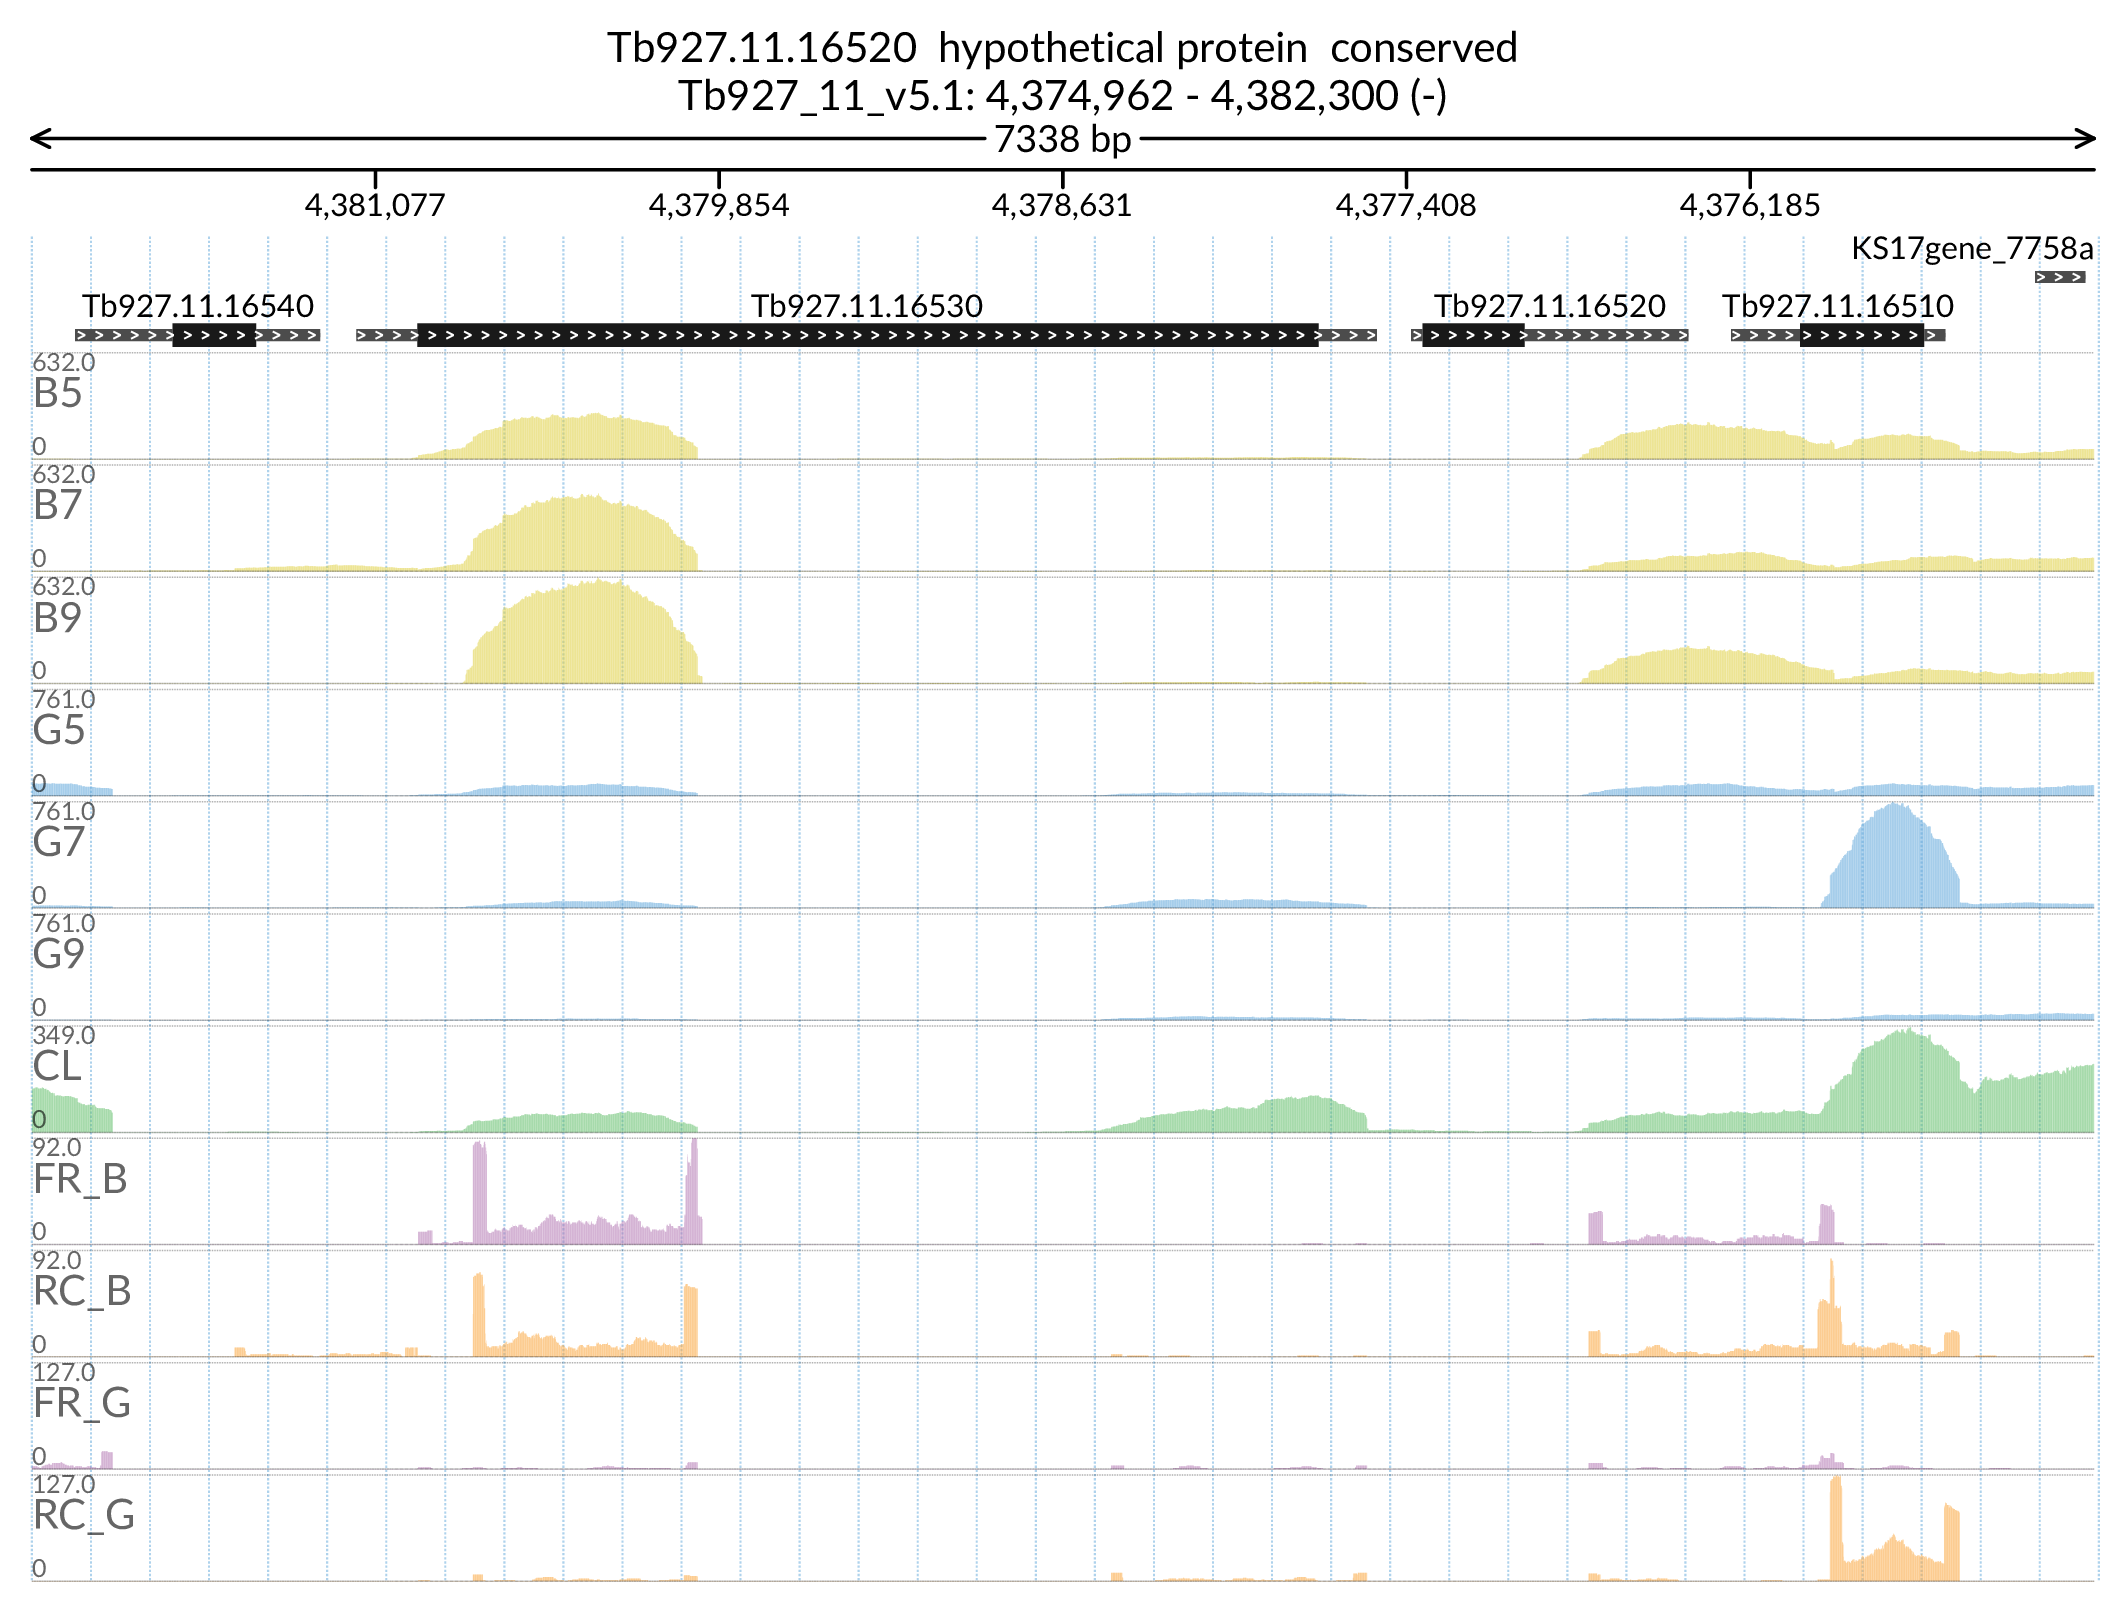 Tb927.11.16520  hypothetical protein  conserved
Tb927_11_v5.1: 4,374,962 - 4,382,300 (-)
7338 bp
4,381,077 4,379,854 4,378,631 4,377,408 4,376,185
KS17gene_7758a
Tb927.11.16540 Tb927.11.16530 Tb927.11.16520 Tb927.11.16510
632.0
B5
0
632.0
B7
0
632.0
B9
0
761.0
G5
0
761.0
G7
0
761.0
G9
0
349.0
CL
0
92.0
FR_B
0
92.0
RC_B
0
127.0
FR_G
0
127.0
RC_G
0